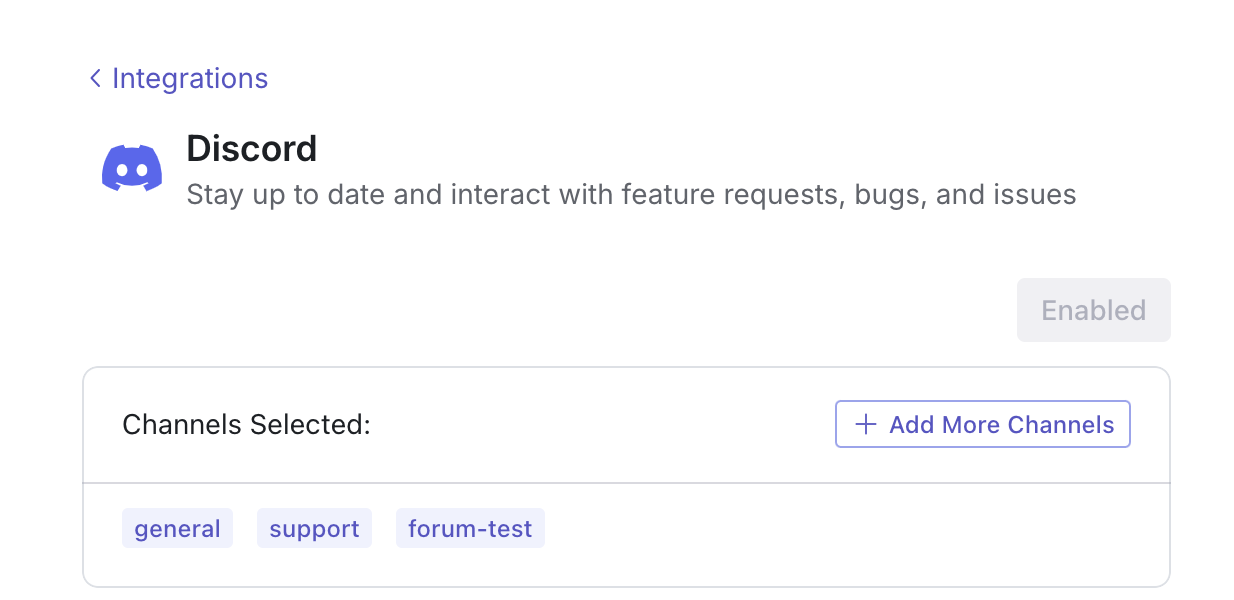 Integrations
Discord
Stay up to date and interact with feature requests, bugs, and issues
Enabled
Channels Selected:
Add More Channels
general support forum-test